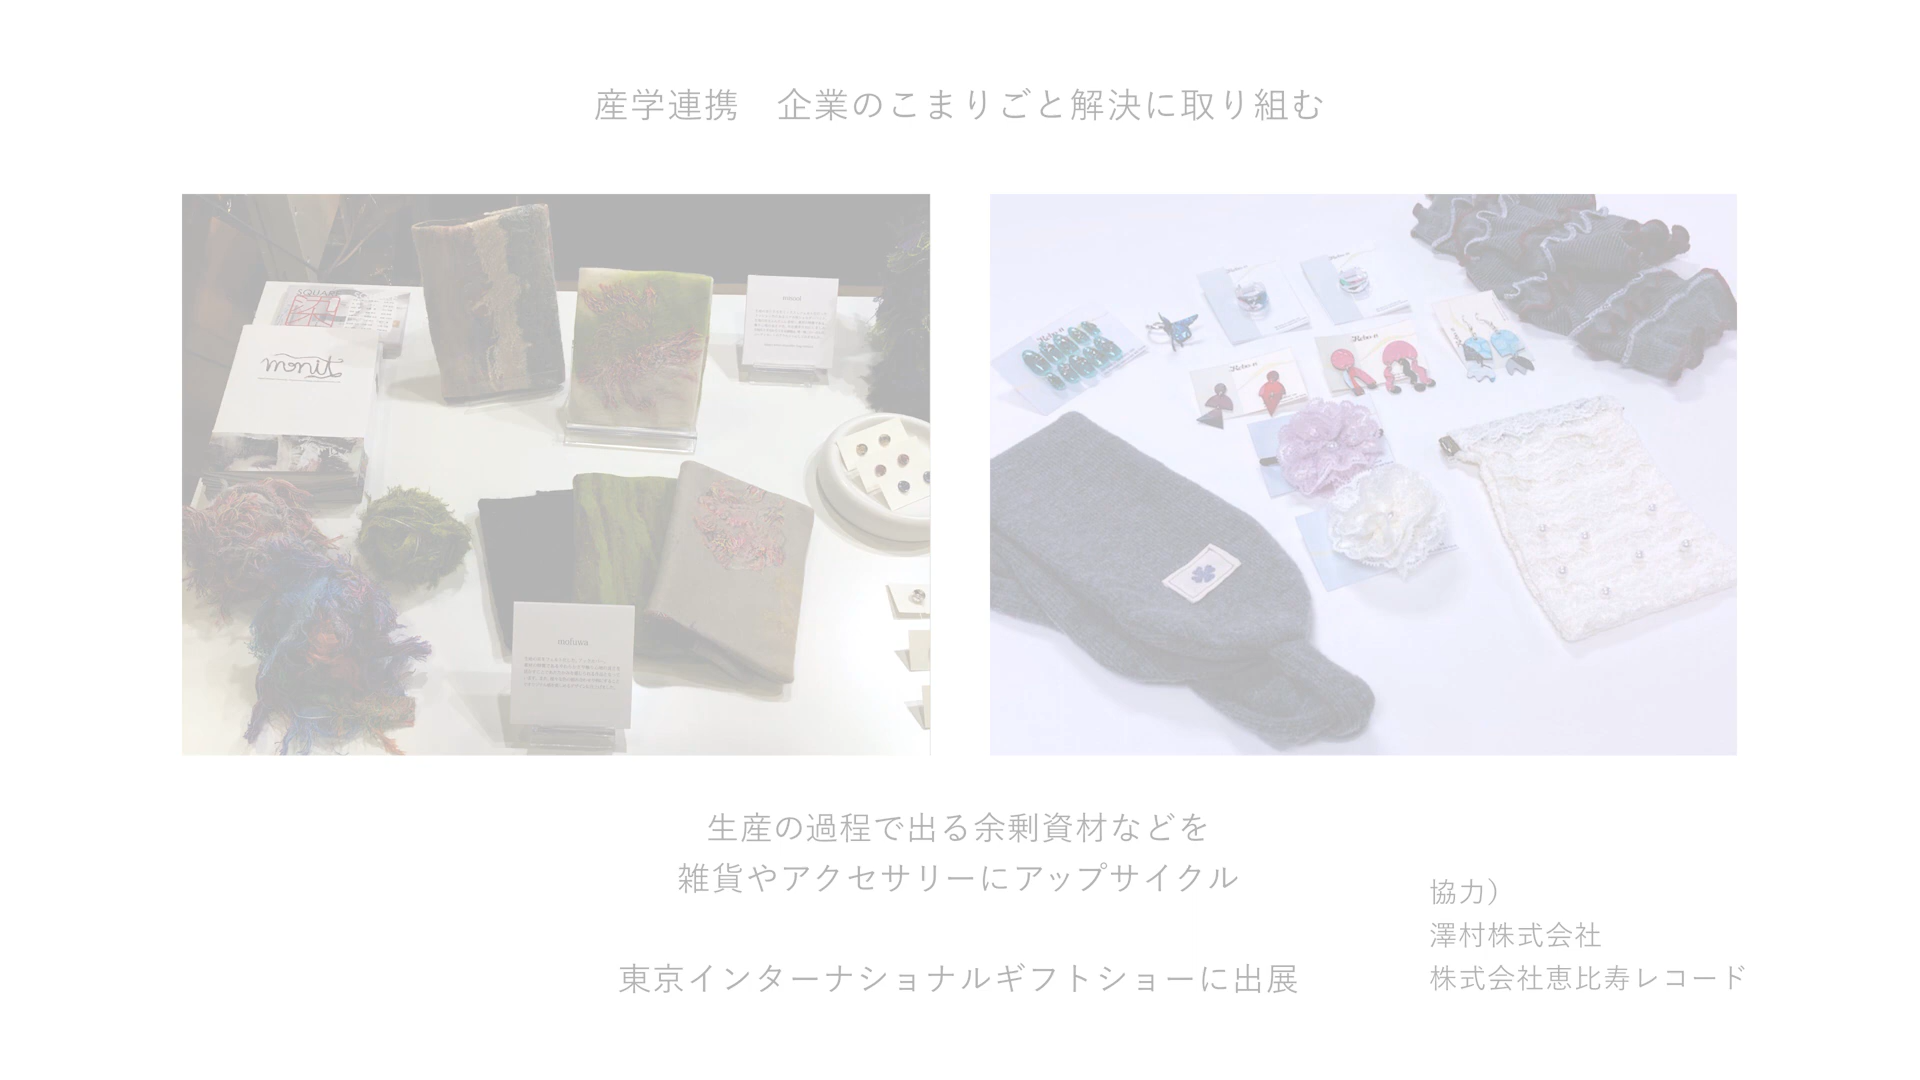 産学連携　企業のこまりごと解決に取り組む
SQUARE
monit
mofuwa
生産の過程で出る余剰資材などを
雑貨やアクセサリーにアップサイクル
東京インターナショナルギフトショーに出展
協力）
澤村株式会社
株式会社恵比寿レコード